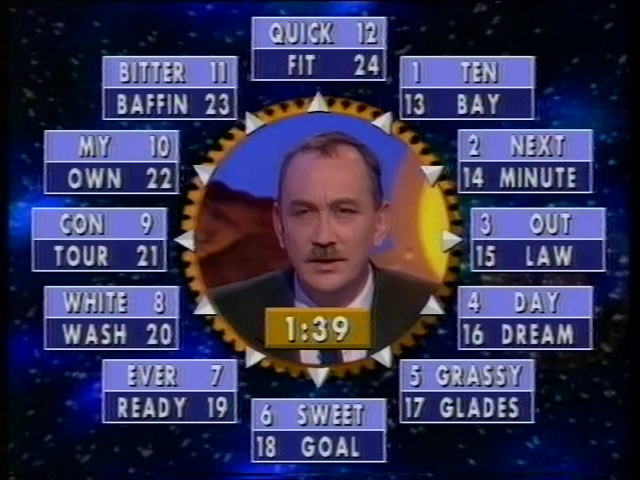 QUICK 12
FIT 24
1 TEN
13 BAY
2 NEXT
14 MINUTE
3 OUT
15 LAW
4 DAY
16 DREAM
5 GRASSY
17 GLADES
6 SWEET
18 GOAL
EVER 7
READY 19
WHITE 8
WASH 20
CON 9
TOUR 21
MY 10
OWN 22
BITTER 11
BAFFIN 23
1:39